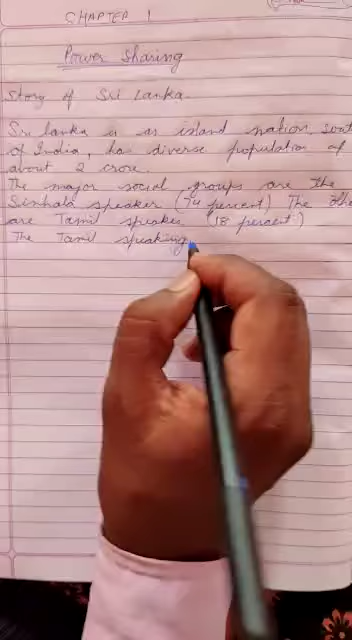 CHAPTER 1
Power Sharing
Story of Sri Lanka
Sri lanka is an island nation, sout
of India, has diverse population of
about 2 crore.
The major social groups are the
Sinhala speaker (74 percent) The othe
are Tamil speaker (18 percent)
The Tamil speaking